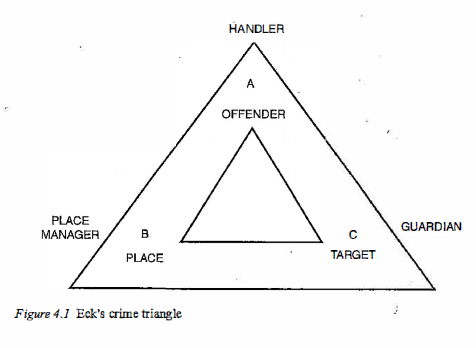 HANDLER
A
OFFENDER
PLACE
MANAGER
B
PLACE
C
TARGET
GUARDIAN
Figure 4.1 Eck's crime triangle